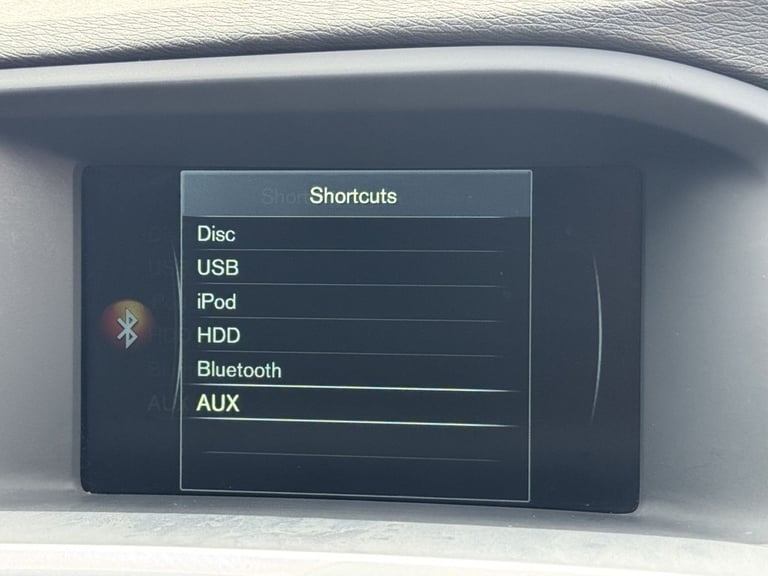 Shortcuts
Disc
USB
iPod
HDD
Bluetooth
AUX